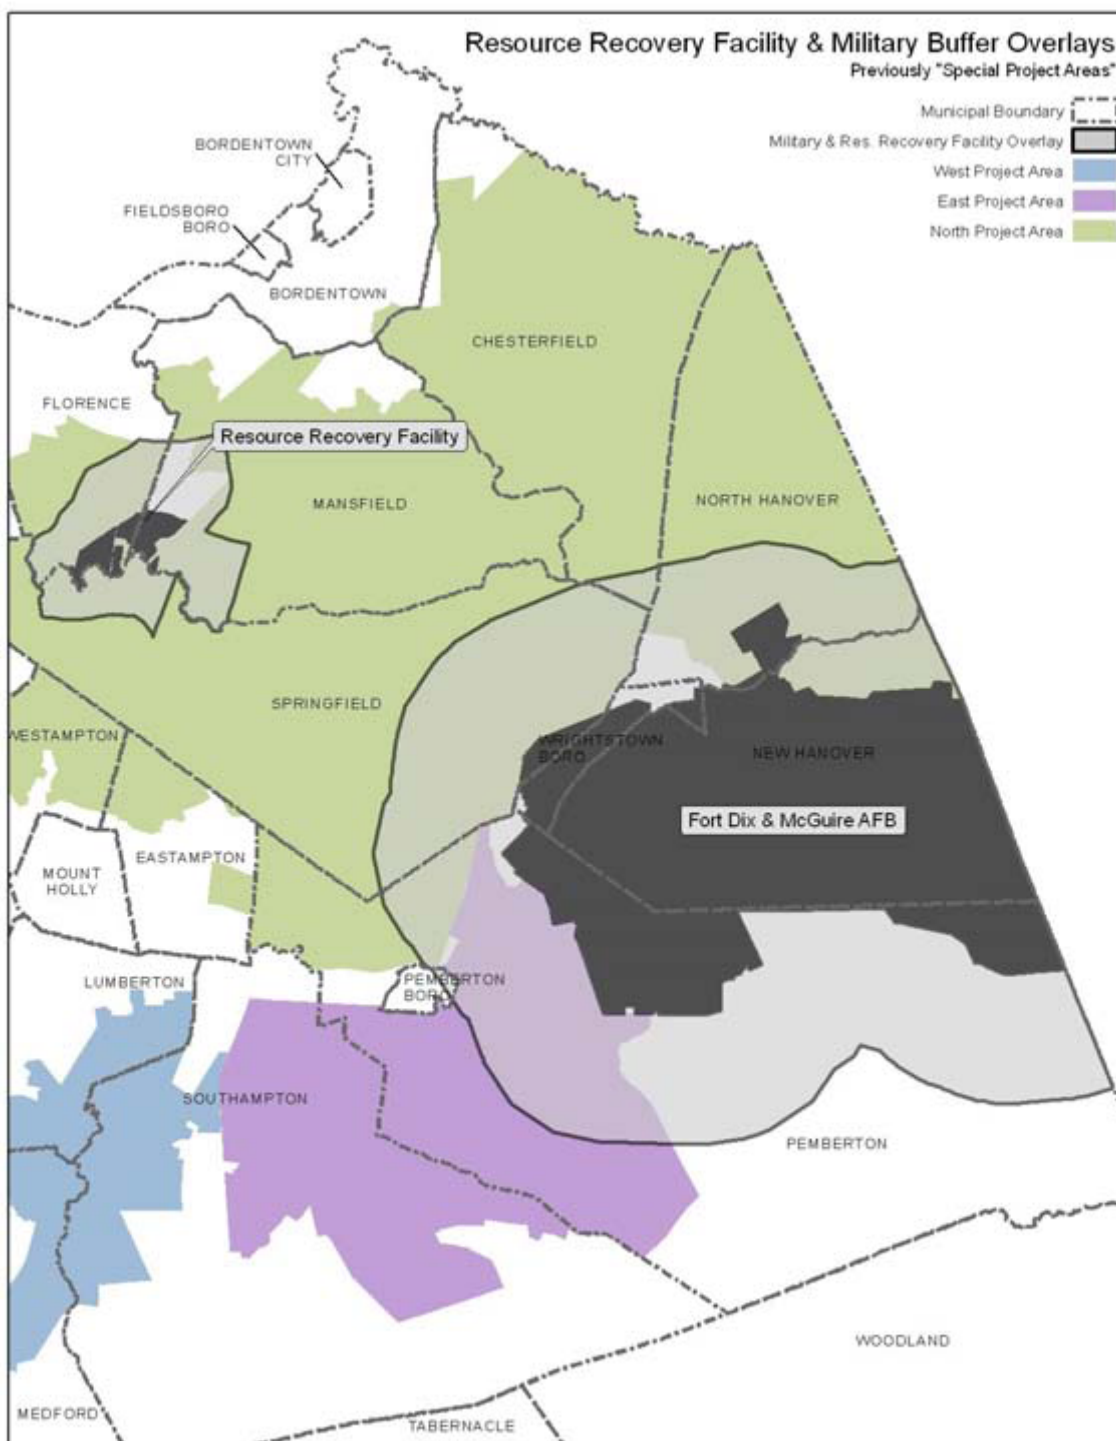 Resource Recovery Facility & Military Buffer Overlays
Previously "Special Project Areas"
Municipal Boundary
Military & Res. Recovery Facility Overlay
West Project Area
East Project Area
North Project Area
BORDENTOWN
CITY
FIELDSBORO
BORO
BORDENTOWN
CHESTERFIELD
FLORENCE
Resource Recovery Facility
MANSFIELD
NORTH HANOVER
SPRINGFIELD
WESTAMPTON
WRIGHTSTOWN
BORO
NEW HANOVER
Fort Dix & McGuire AFB
EASTAMPTON
MOUNT
HOLLY
LUMBERTON
PEMBERTON
BORO
SOUTHAMPTON
PEMBERTON
WOODLAND
MEDFORD
TABERNACLE